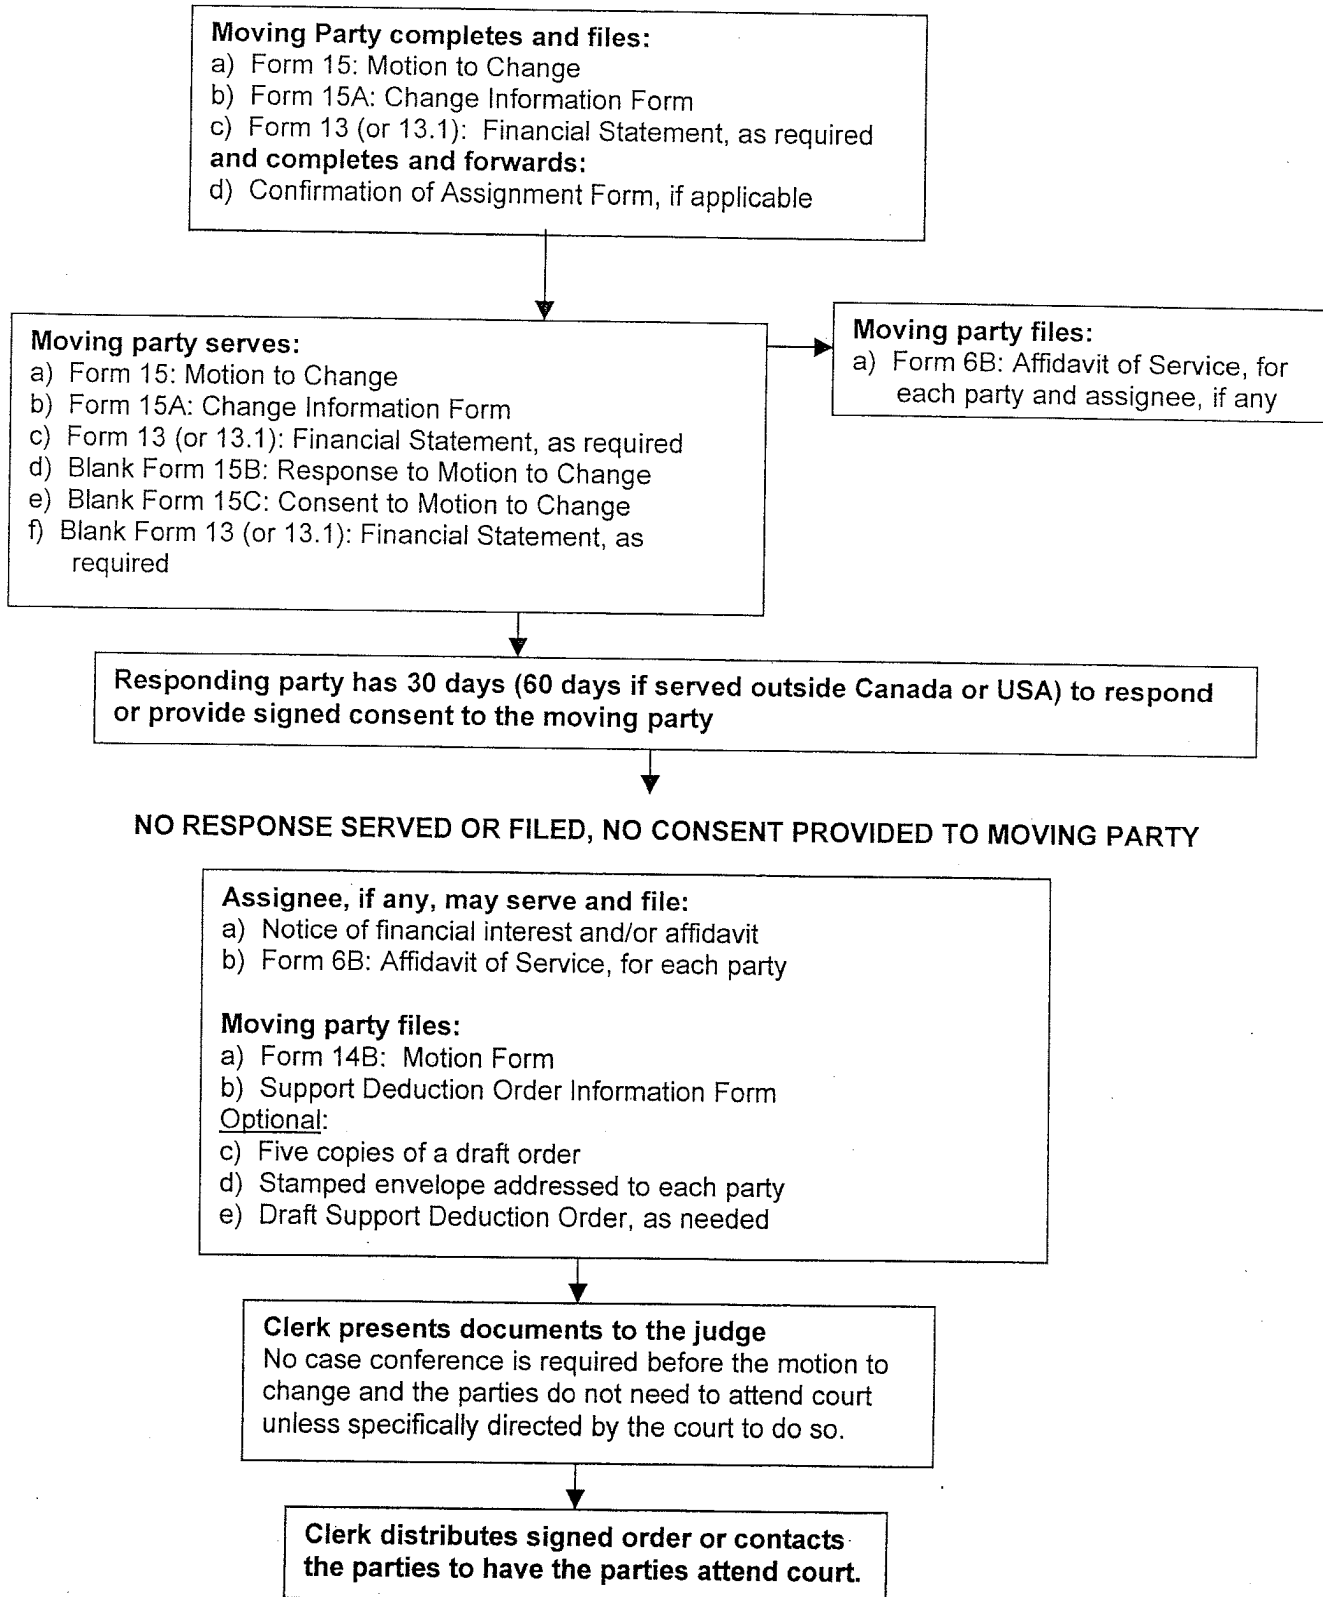 Moving Party completes and files:
a) Form 15: Motion to Change
b) Form 15A: Change Information Form
c) Form 13 (or 13.1): Financial Statement, as required
and completes and forwards:
d) Confirmation of Assignment Form, if applicable
Moving party serves:
a) Form 15: Motion to Change
b) Form 15A: Change Information Form
c) Form 13 (or 13.1): Financial Statement, as required
d) Blank Form 15B: Response to Motion to Change
e) Blank Form 15C: Consent to Motion to Change
f) Blank Form 13 (or 13.1): Financial Statement, as
required
Moving party files:
a) Form 6B: Affidavit of Service, for
each party and assignee, if any
Responding party has 30 days (60 days if served outside Canada or USA) to respond
or provide signed consent to the moving party
NO RESPONSE SERVED OR FILED, NO CONSENT PROVIDED TO MOVING PARTY
Assignee, if any, may serve and file:
a) Notice of financial interest and/or affidavit
b) Form 6B: Affidavit of Service, for each party
Moving party files:
a) Form 14B: Motion Form
b) Support Deduction Order Information Form
Optional:
c) Five copies of a draft order
d) Stamped envelope addressed to each party
e) Draft Support Deduction Order, as needed
Clerk presents documents to the judge
No case conference is required before the motion to
change and the parties do not need to attend court
unless specifically directed by the court to do so.
Clerk distributes signed order or contacts
the parties to have the parties attend court.